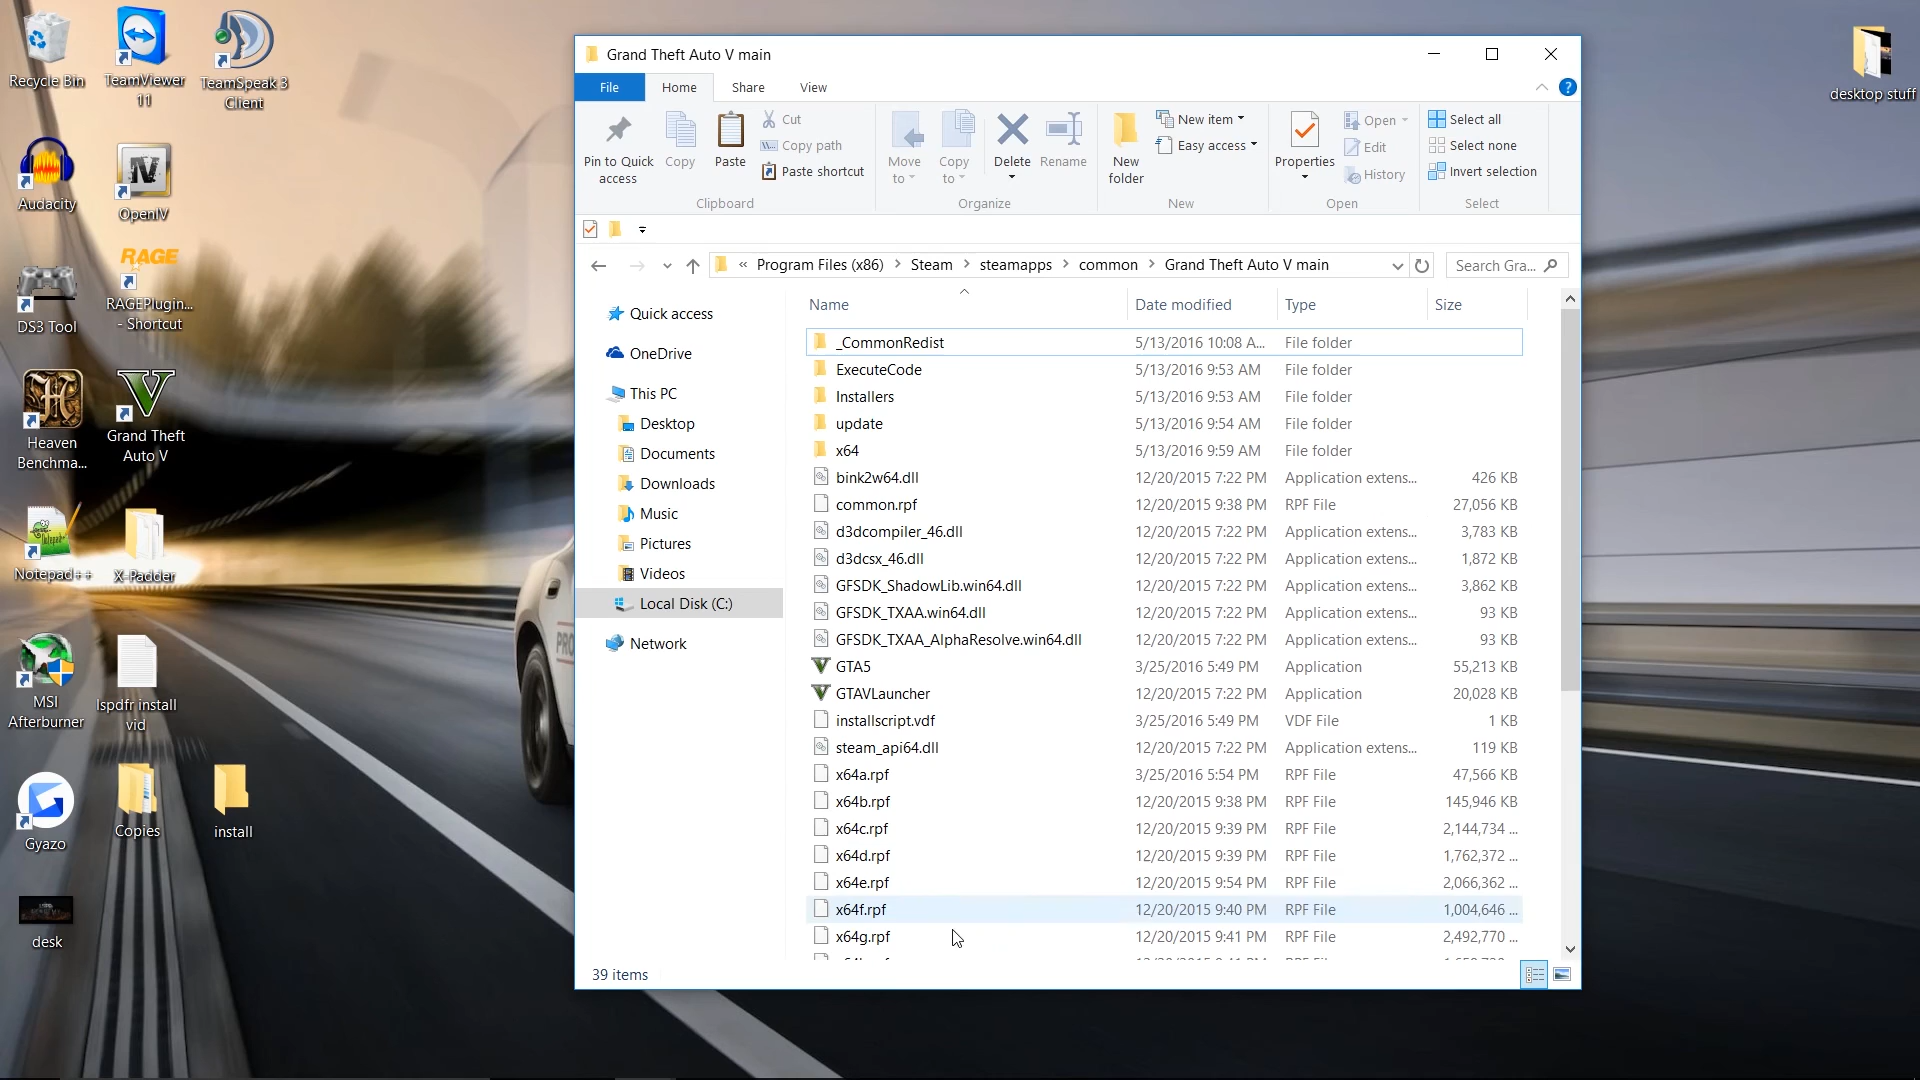 Recycle Bin
TeamViewer
11
TeamSpeak 3
Client
Audacity
IV
OpenIV
DS3 Tool
RAGE
RAGEPlugin...
- Shortcut
Heaven
Benchma...
Grand Theft
Auto V
Notepad++
X-Padder
MSI
Afterburner
lspdfr install
vid
Gyazo
Copies
install
desk
desktop stuff
Grand Theft Auto V main
File
Home
Share
View
?
Pin to Quick
access
Copy
Paste
Cut
Copy path
Paste shortcut
Clipboard
Move
to
Copy
to
Delete
Rename
Organize
New
folder
New item
Easy access
New
Properties
Open
Edit
History
Open
Select all
Select none
Invert selection
Select
« Program Files (x86) > Steam > steamapps > common > Grand Theft Auto V main
Search Gra...
Quick access
OneDrive
This PC
Desktop
Documents
Downloads
Music
Pictures
Videos
Local Disk (C:)
Network
Name Date modified Type Size
_CommonRedist 5/13/2016 10:08 A... File folder
ExecuteCode 5/13/2016 9:53 AM File folder
Installers 5/13/2016 9:53 AM File folder
update 5/13/2016 9:54 AM File folder
x64 5/13/2016 9:59 AM File folder
bink2w64.dll 12/20/2015 7:22 PM Application extens... 426 KB
common.rpf 12/20/2015 9:38 PM RPF File 27,056 KB
d3dcompiler_46.dll 12/20/2015 7:22 PM Application extens... 3,783 KB
d3dcsx_46.dll 12/20/2015 7:22 PM Application extens... 1,872 KB
GFSDK_ShadowLib.win64.dll 12/20/2015 7:22 PM Application extens... 3,862 KB
GFSDK_TXAA.win64.dll 12/20/2015 7:22 PM Application extens... 93 KB
GFSDK_TXAA_AlphaResolve.win64.dll 12/20/2015 7:22 PM Application extens... 93 KB
GTA5 3/25/2016 5:49 PM Application 55,213 KB
GTAVLauncher 12/20/2015 7:22 PM Application 20,028 KB
installscript.vdf 3/25/2016 5:49 PM VDF File 1 KB
steam_api64.dll 12/20/2015 7:22 PM Application extens... 119 KB
x64a.rpf 3/25/2016 5:54 PM RPF File 47,566 KB
x64b.rpf 12/20/2015 9:38 PM RPF File 145,946 KB
x64c.rpf 12/20/2015 9:39 PM RPF File 2,144,734 ...
x64d.rpf 12/20/2015 9:39 PM RPF File 1,762,372 ...
x64e.rpf 12/20/2015 9:54 PM RPF File 2,066,362 ...
x64f.rpf 12/20/2015 9:40 PM RPF File 1,004,646 ...
x64g.rpf 12/20/2015 9:41 PM RPF File 2,492,770 ...
39 items